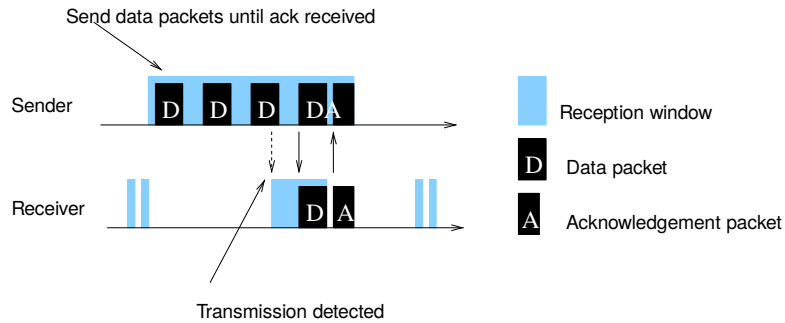 Send data packets until ack received
Sender
D D D D A
Reception window
D Data packet
Receiver
D A
A Acknowledgement packet
Transmission detected